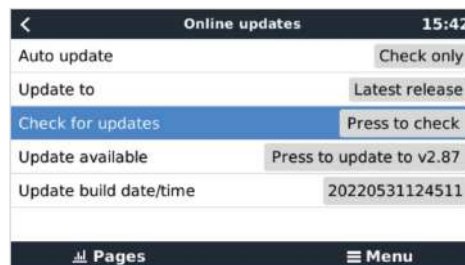 Online updates 15:42
Auto update Check only
Update to Latest release
Check for updates Press to check
Update available Press to update to v2.87
Update build date/time 20220531124511
Pages Menu